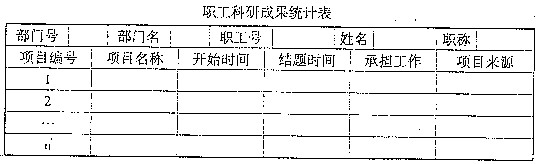 职工科研成果统计表
部门号 部门名 职工号 姓名 职称
项目编号 项目名称 开始时间 结题时间 承担工作 项目来源
1
2
…
n